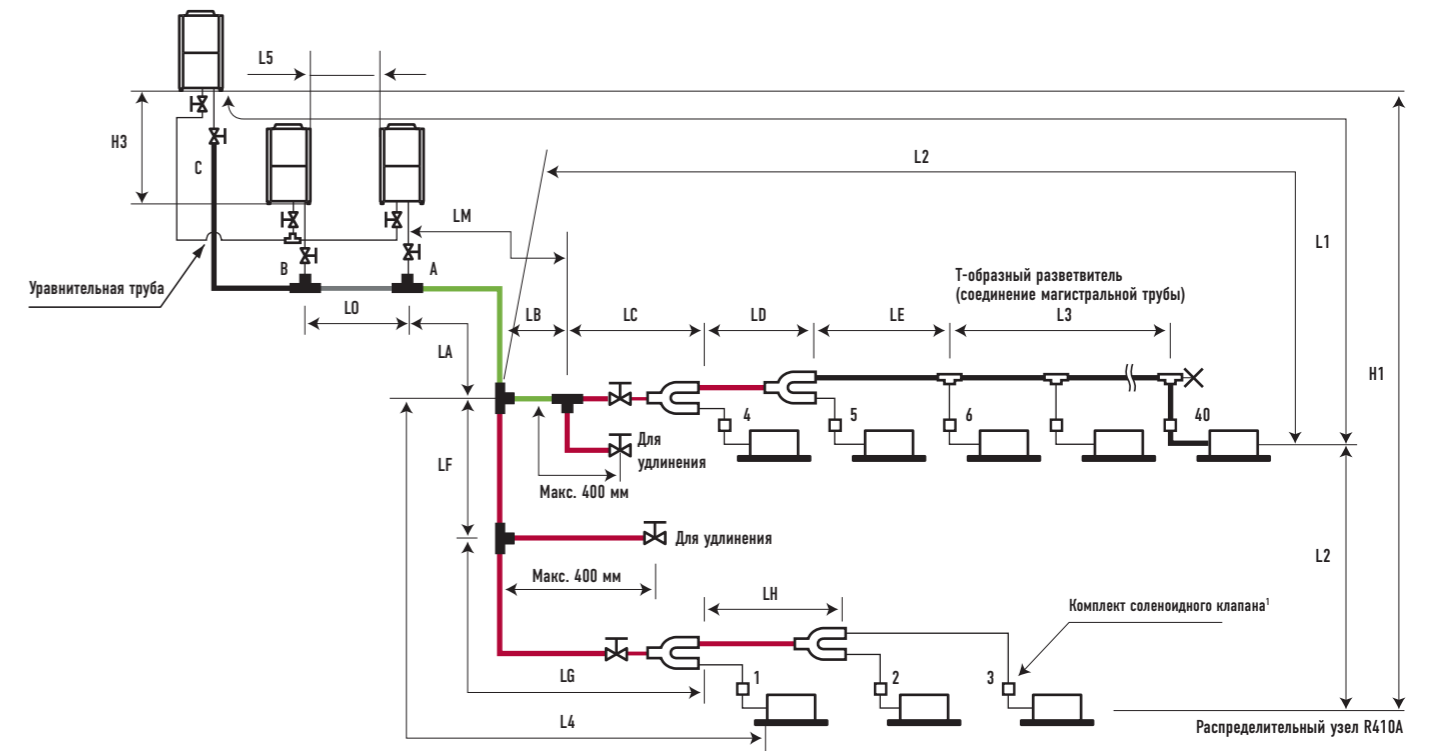 L5
H3
C
L2
LM
L1
B
A
Уравнительная труба
Т-образный разветвитель
(соединение магистральной трубы)
LO
LB
LC
LD
LE
L3
LA
H1
4
5
6
40
Для
удлинения
LF
Макс. 400 мм
Для удлинения
L2
Макс. 400 мм
LH
Комплект соленоидного клапана¹
LG
1
2
3
L4
Распределительный узел R410A